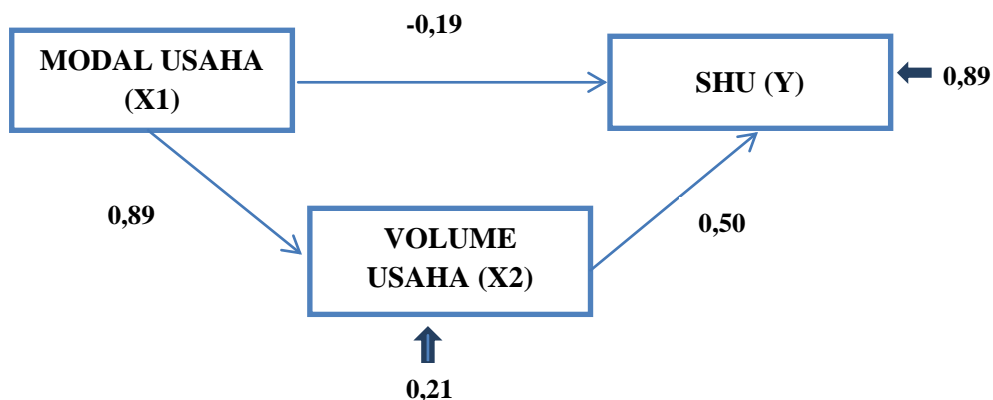 -0,19
MODAL USAHA
(X1)
SHU (Y)
0,89
0,89
0,50
VOLUME
USAHA (X2)
0,21